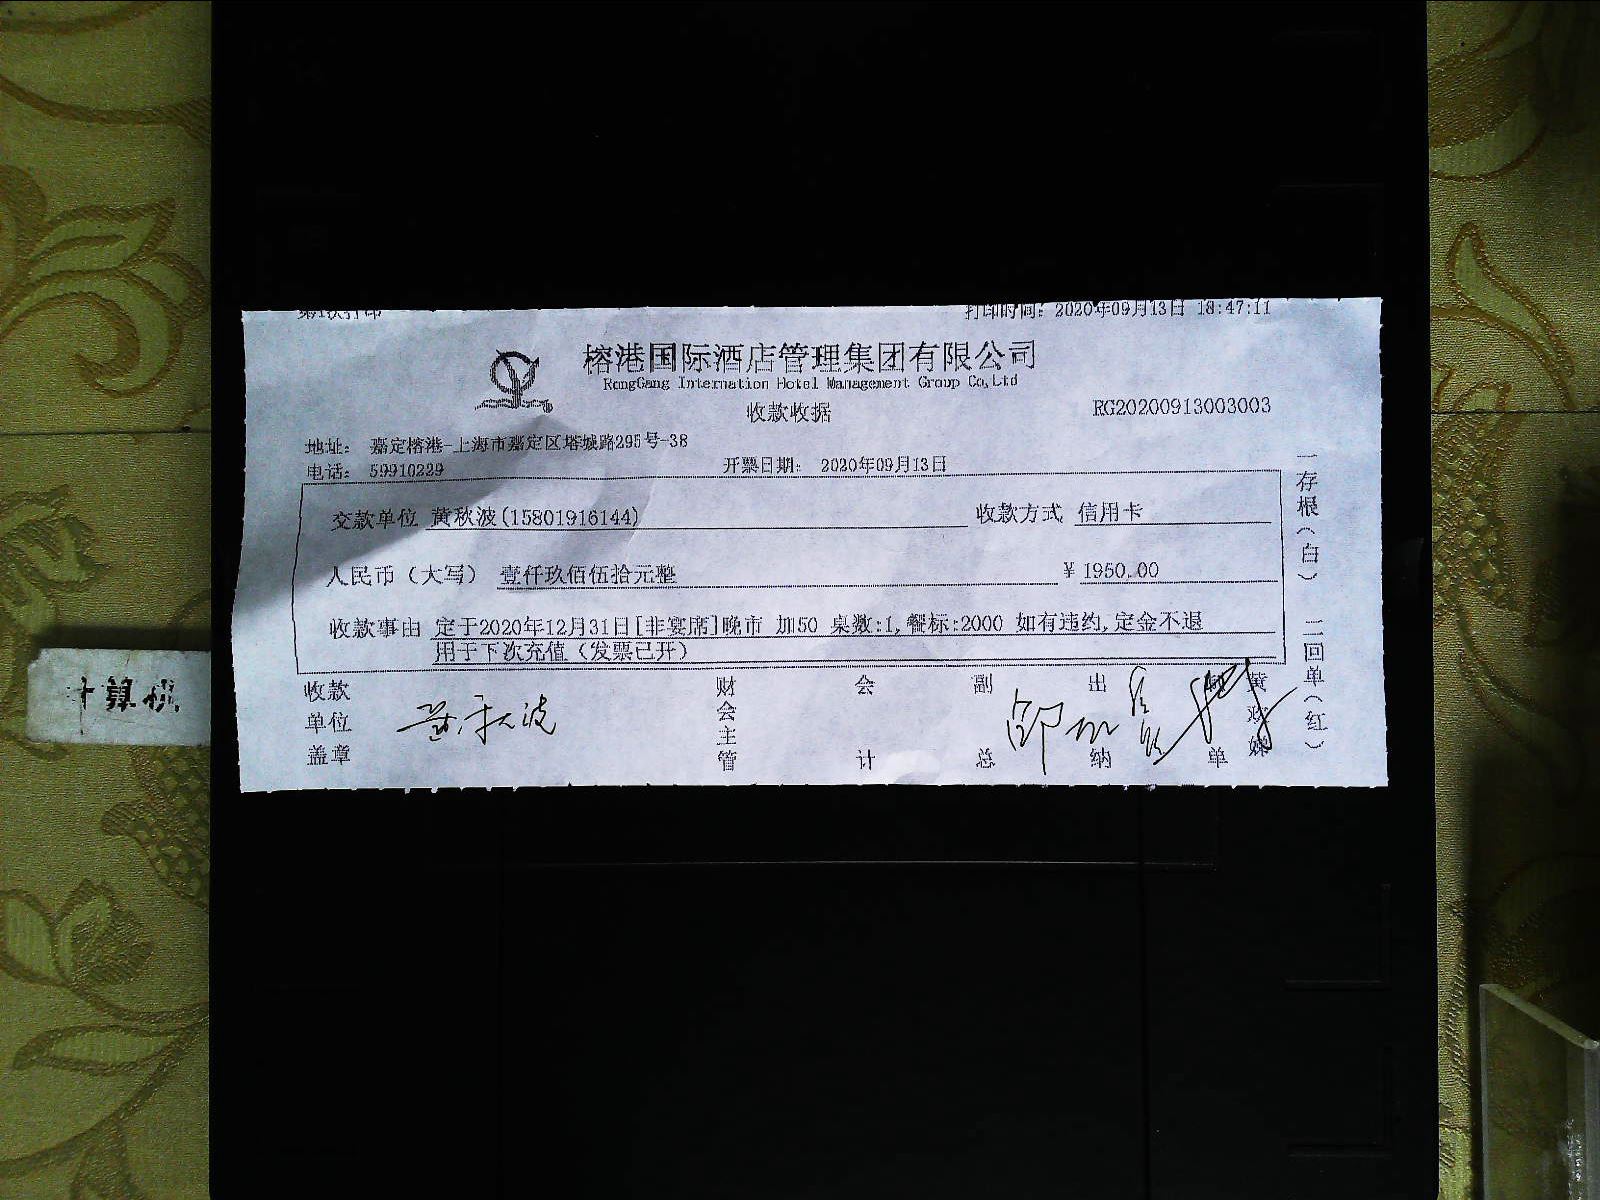 第1次打印 打印时间: 2020年09月13日 18:47:11
榕港国际酒店管理集团有限公司
RongGang Internation Hotel Management Group Co,Ltd
收款收据 RG20200913003003
地址: 嘉定榕港-上海市嘉定区塔城路295号-38
电话: 59910229 开票日期: 2020年09月13日
交款单位 黄秋波(15801916144) 收款方式 信用卡
人民币（大写） 壹仟玖佰伍拾元整 ¥ 1950.00
收款事由 定于2020年12月31日[非宴席]晚市 加50 桌数:1,餐标:2000 如有违约,定金不退
用于下次充值（发票已开）
收款单位盖章 黄秋波 财会主管 会计 副总 出纳 单
一存根（白） 二回单（红）
计算机